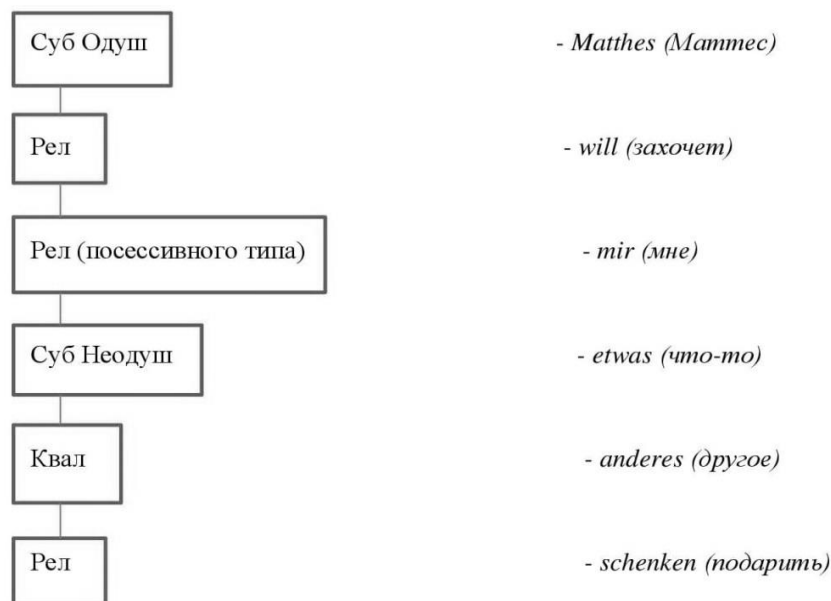 Суб Одуш - Matthes (Маттес)
Рел - will (захочет)
Рел (посессивного типа) - mir (мне)
Суб Неодуш - etwas (что-то)
Квал - anderes (другое)
Рел - schenken (подарить)